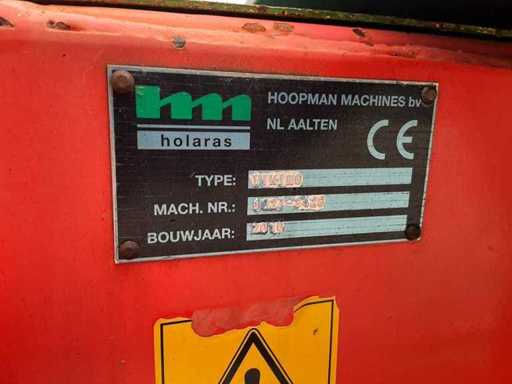 hm
holaras
HOOPMAN MACHINES bv
NL AALTEN
CE
TYPE:
MACH. NR.:
BOUWJAAR: